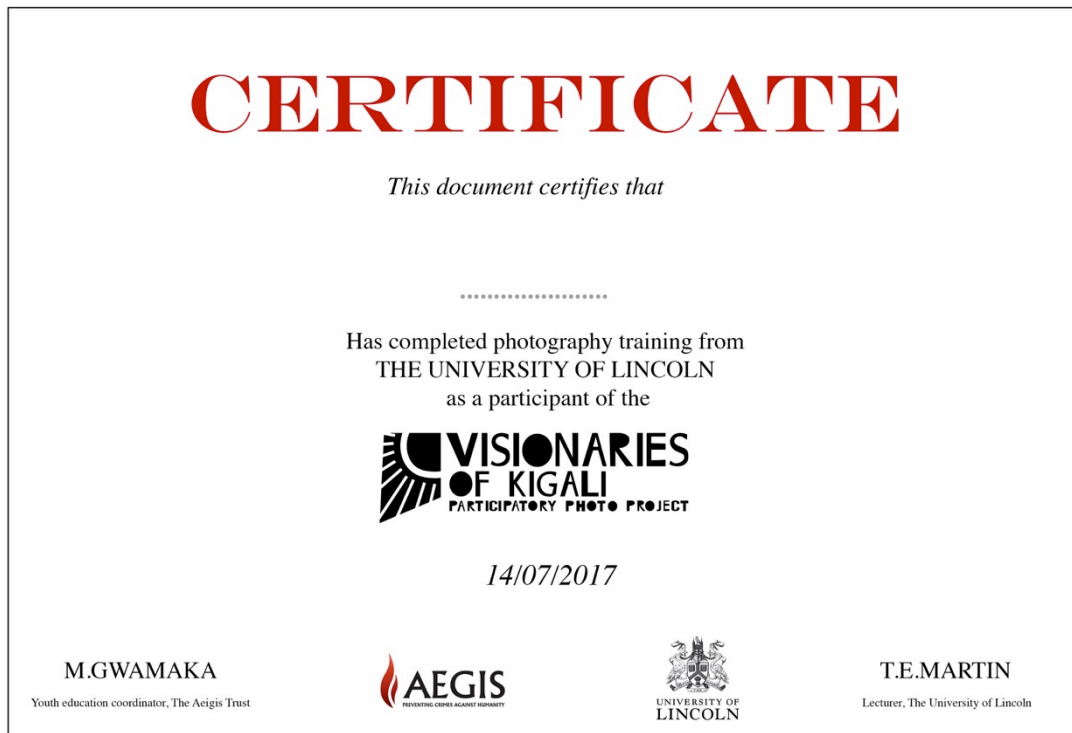 CERTIFICATE
This document certifies that
......................
Has completed photography training from
THE UNIVERSITY OF LINCOLN
as a participant of the
VISIONARIES
OF KIGALI
PARTICIPATORY PHOTO PROJECT
14/07/2017
M.GWAMAKA
Youth education coordinator, The Aeigis Trust
AEGIS
PREVENTING CRIMES AGAINST HUMANITY
UNIVERSITY OF
LINCOLN
T.E.MARTIN
Lecturer, The University of Lincoln